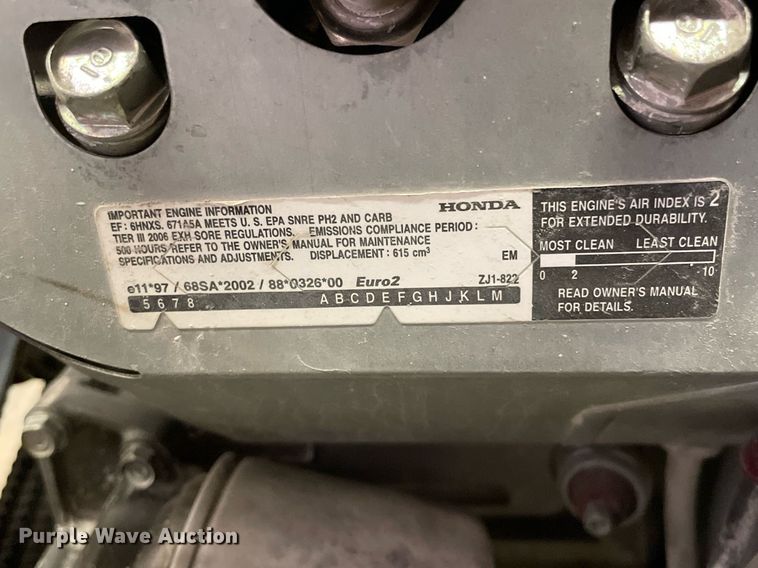 IMPORTANT ENGINE INFORMATION
EF: 6HNXS. 671A5A MEETS U. S. EPA SNRE PH2 AND CARB
TIER III 2006 EXH SORE REGULATIONS. EMISSIONS COMPLIANCE PERIOD:
500 HOURS REFER TO THE OWNER'S MANUAL FOR MAINTENANCE
SPECIFICATIONS AND ADJUSTMENTS. DISPLACEMENT: 615 cm³
HONDA
EM
e11*97 / 68SA*2002 / 88*0326*00 Euro2 ZJ1-822
5 6 7 8 A B C D E F G H J K L M
THIS ENGINE'S AIR INDEX IS 2
FOR EXTENDED DURABILITY.
MOST CLEAN LEAST CLEAN
0 2 10
READ OWNER'S MANUAL
FOR DETAILS.
Purple Wave Auction